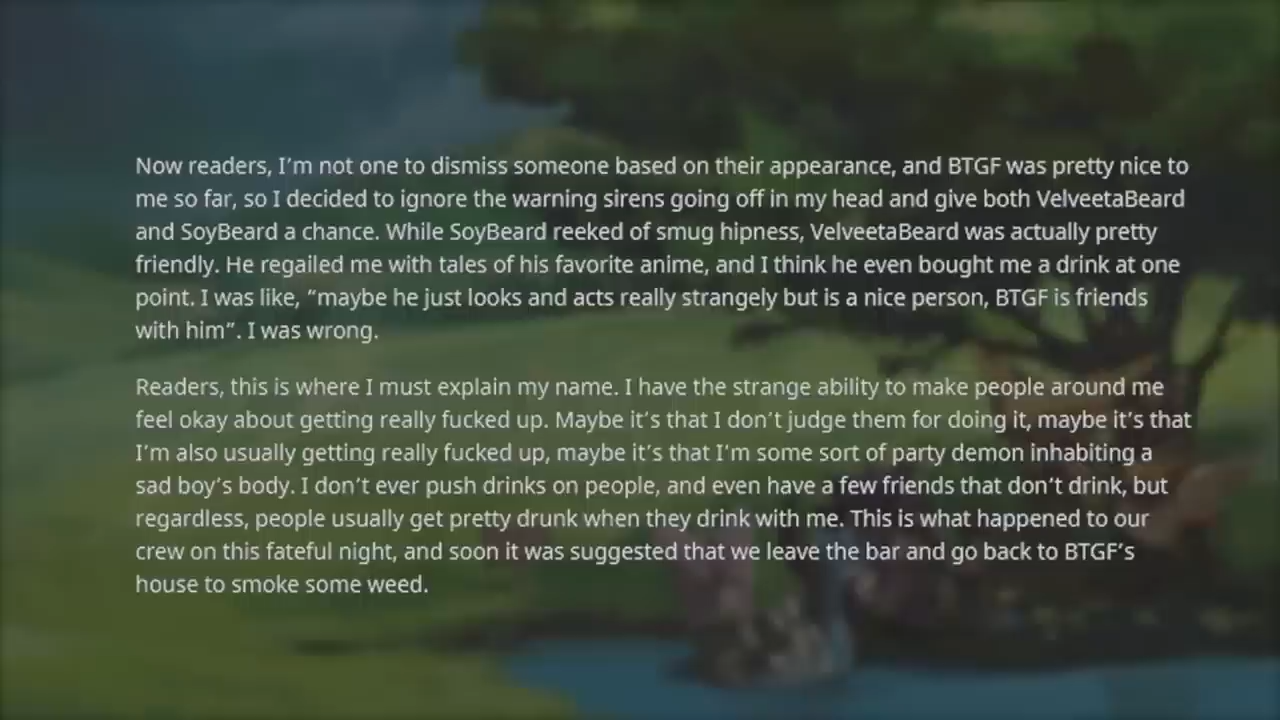 Now readers, I’m not one to dismiss someone based on their appearance, and BTGF was pretty nice to
me so far, so I decided to ignore the warning sirens going off in my head and give both VelveetaBeard
and SoyBeard a chance. While SoyBeard reeked of smug hipness, VelveetaBeard was actually pretty
friendly. He regailed me with tales of his favorite anime, and I think he even bought me a drink at one
point. I was like, “maybe he just looks and acts really strangely but is a nice person, BTGF is friends
with him”. I was wrong.
Readers, this is where I must explain my name. I have the strange ability to make people around me
feel okay about getting really fucked up. Maybe it’s that I don’t judge them for doing it, maybe it’s that
I’m also usually getting really fucked up, maybe it’s that I’m some sort of party demon inhabiting a
sad boy’s body. I don’t ever push drinks on people, and even have a few friends that don’t drink, but
regardless, people usually get pretty drunk when they drink with me. This is what happened to our
crew on this fateful night, and soon it was suggested that we leave the bar and go back to BTGF’s
house to smoke some weed.